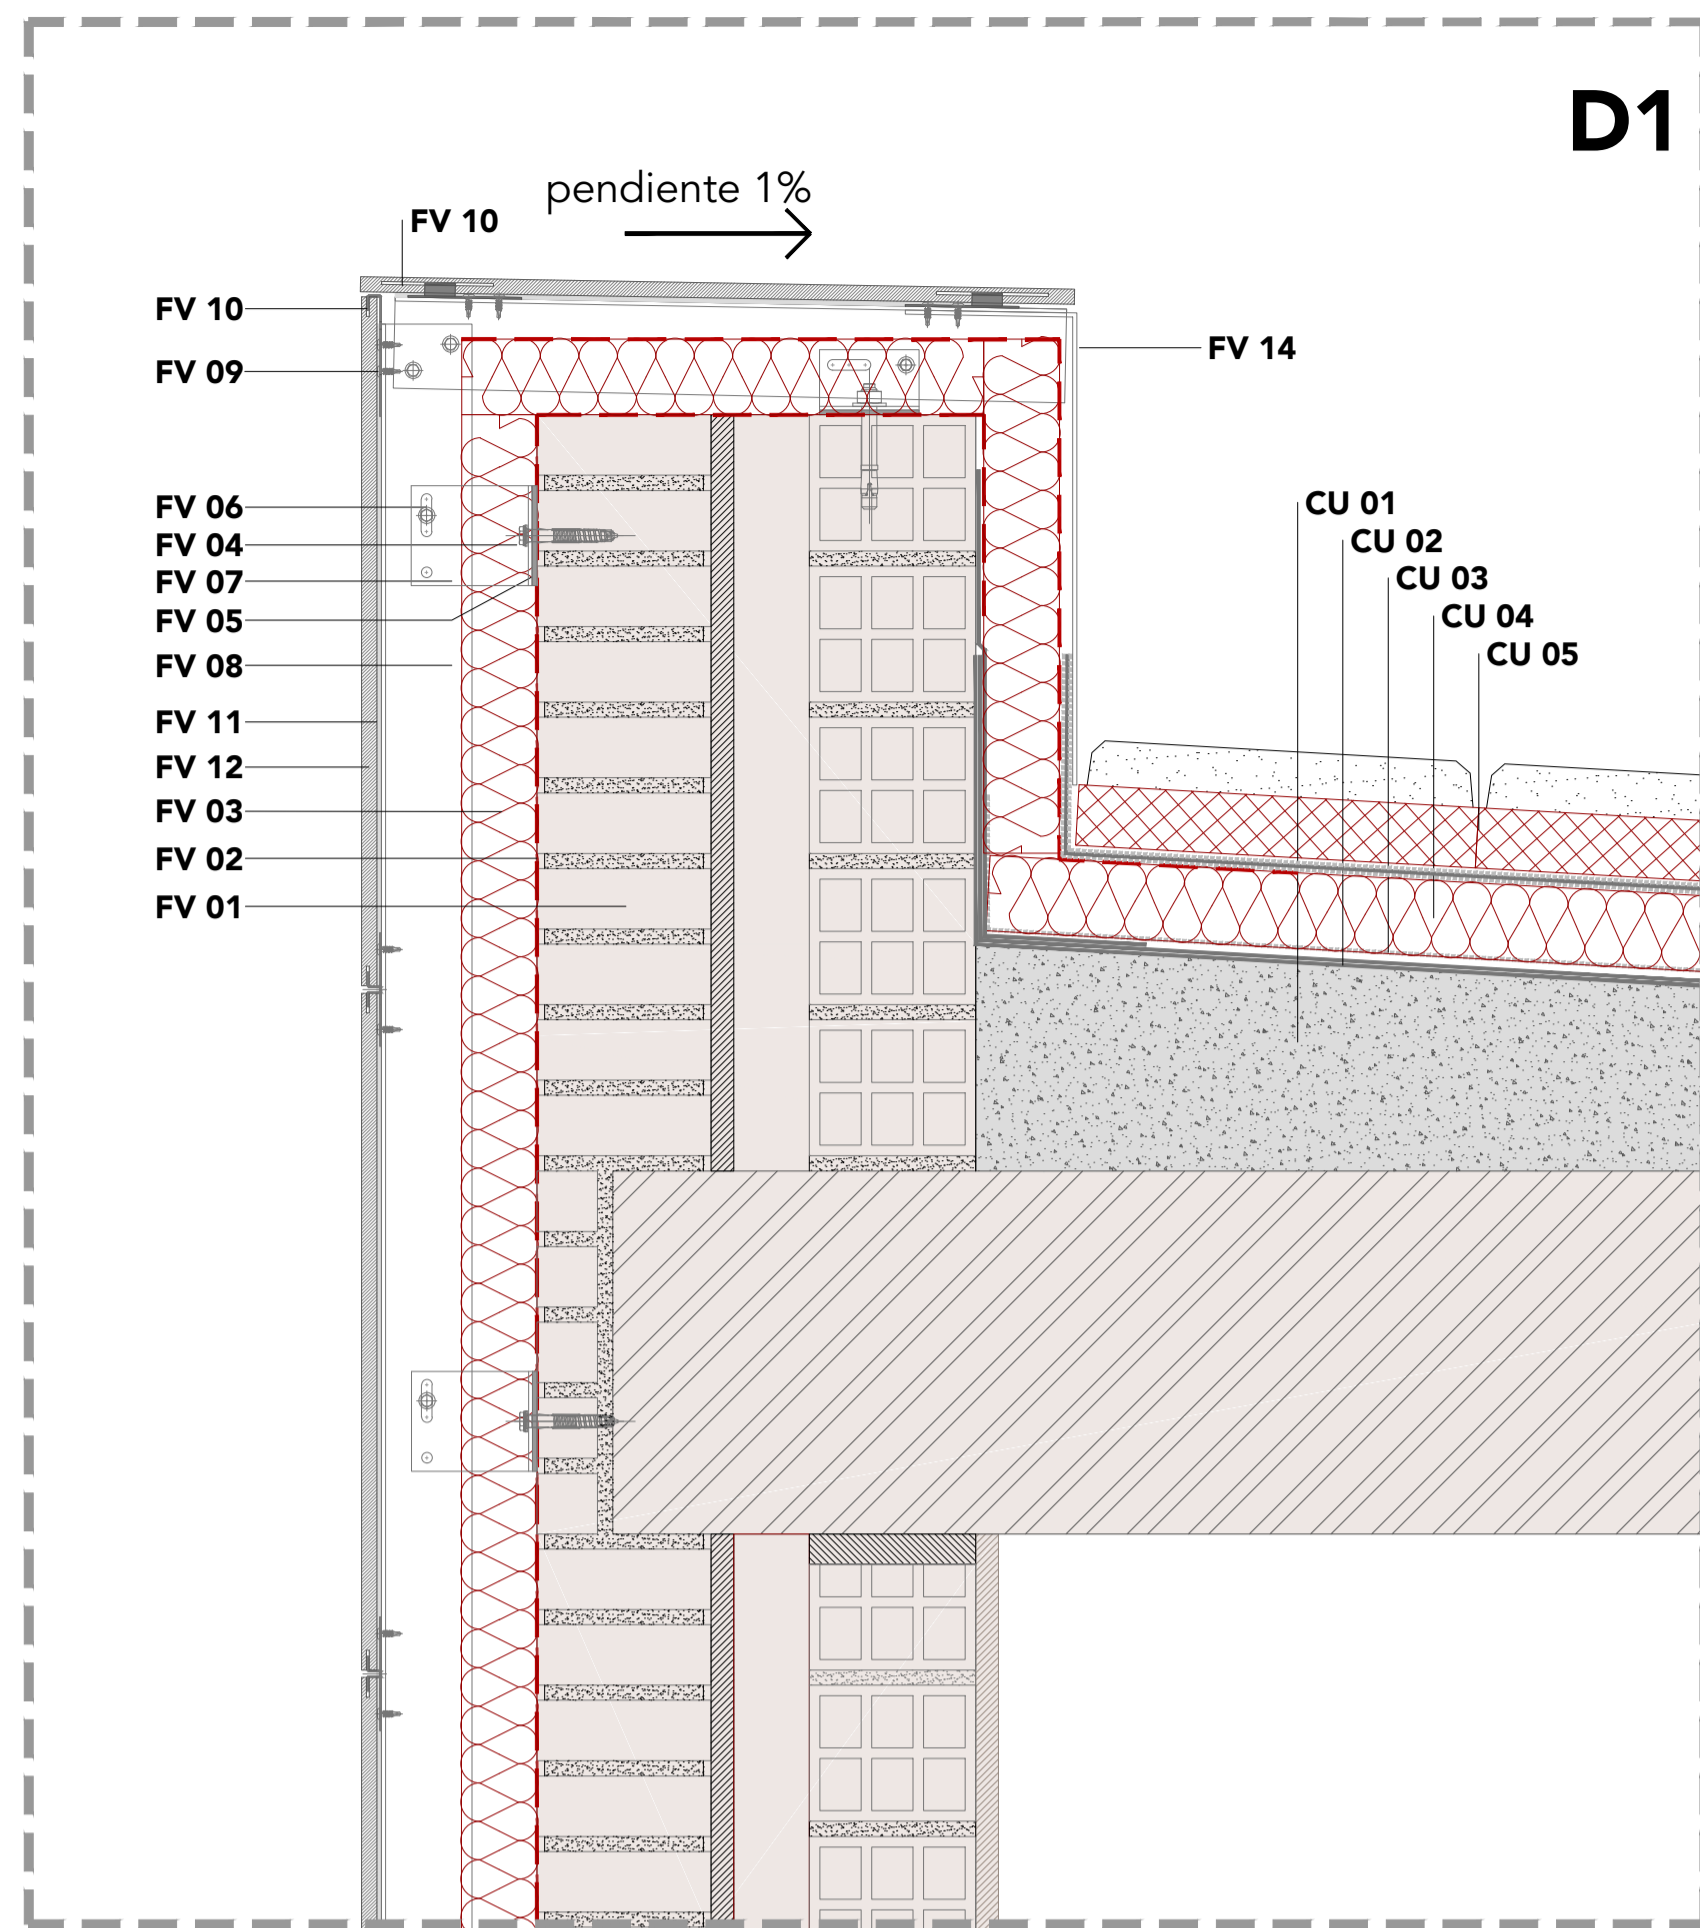 D1
pendiente 1%
FV 10
FV 10
FV 09
FV 14
FV 06
FV 04
FV 07
FV 05
FV 08
FV 11
FV 12
FV 03
FV 02
FV 01
CU 01
CU 02
CU 03
CU 04
CU 05